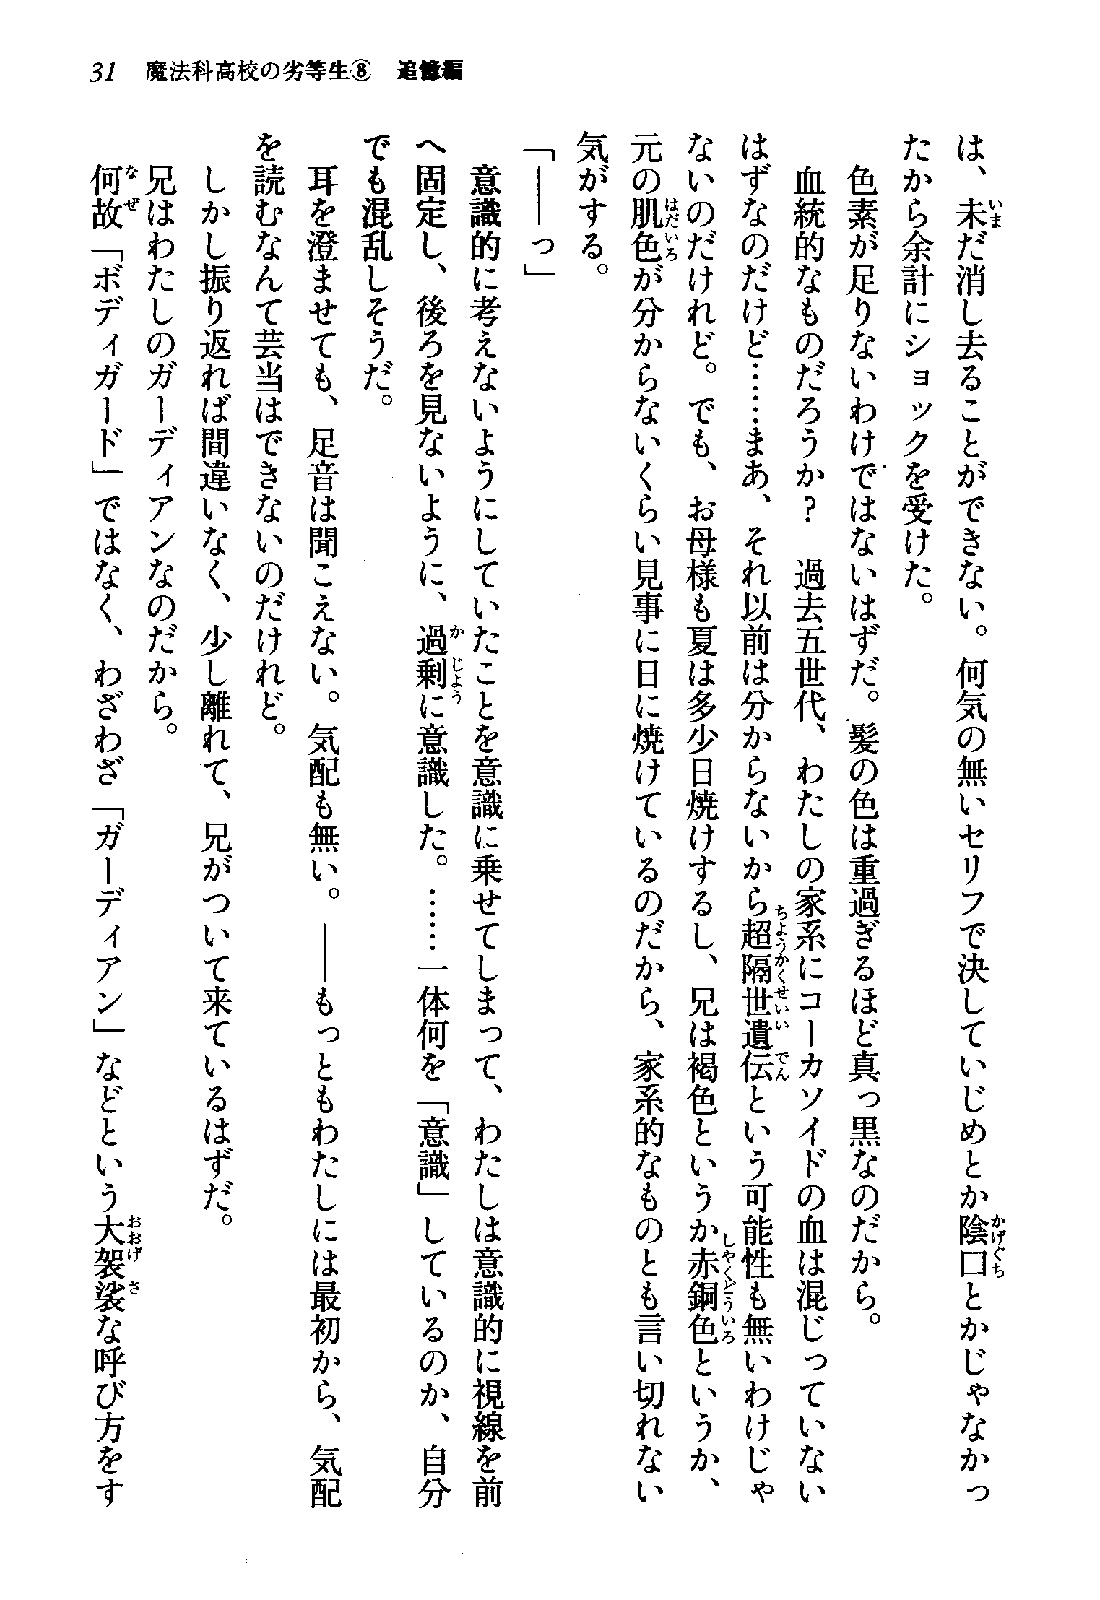 31　魔法科高校の劣等生⑧　追憶編
は、未だ消し去ることができない。何気の無いセリフで決していじめとか陰口とかじゃなかっ
たから余計にショックを受けた。
　色素が足りないわけではないはずだ。髪の色は重過ぎるほど真っ黒なのだから。
　血統的なものだろうか？　過去五世代、わたしの家系にコーカソイドの血は混じっていない
はずなのだけど……まあ、それ以前は分からないから超隔世遺伝という可能性も無いわけじゃ
ないのだけれど。でも、お母様も夏は多少日焼けするし、兄は褐色というか赤銅色というか、
元の肌色が分からないくらい見事に日に焼けているのだから、家系的なものとも言い切れない
気がする。
「――っ」
　意識的に考えないようにしていたことを意識に乗せてしまって、わたしは意識的に視線を前
へ固定し、後ろを見ないように、過剰に意識した。……一体何を「意識」しているのか、自分
でも混乱しそうだ。
　耳を澄ませても、足音は聞こえない。気配も無い。――もっともわたしには最初から、気配
を読むなんて芸当はできないのだけれど。
　しかし振り返れば間違いなく、少し離れて、兄がついて来ているはずだ。
　兄はわたしのガーディアンなのだから。
　何故「ボディガード」ではなく、わざわざ「ガーディアン」などという大袈裟な呼び方をす